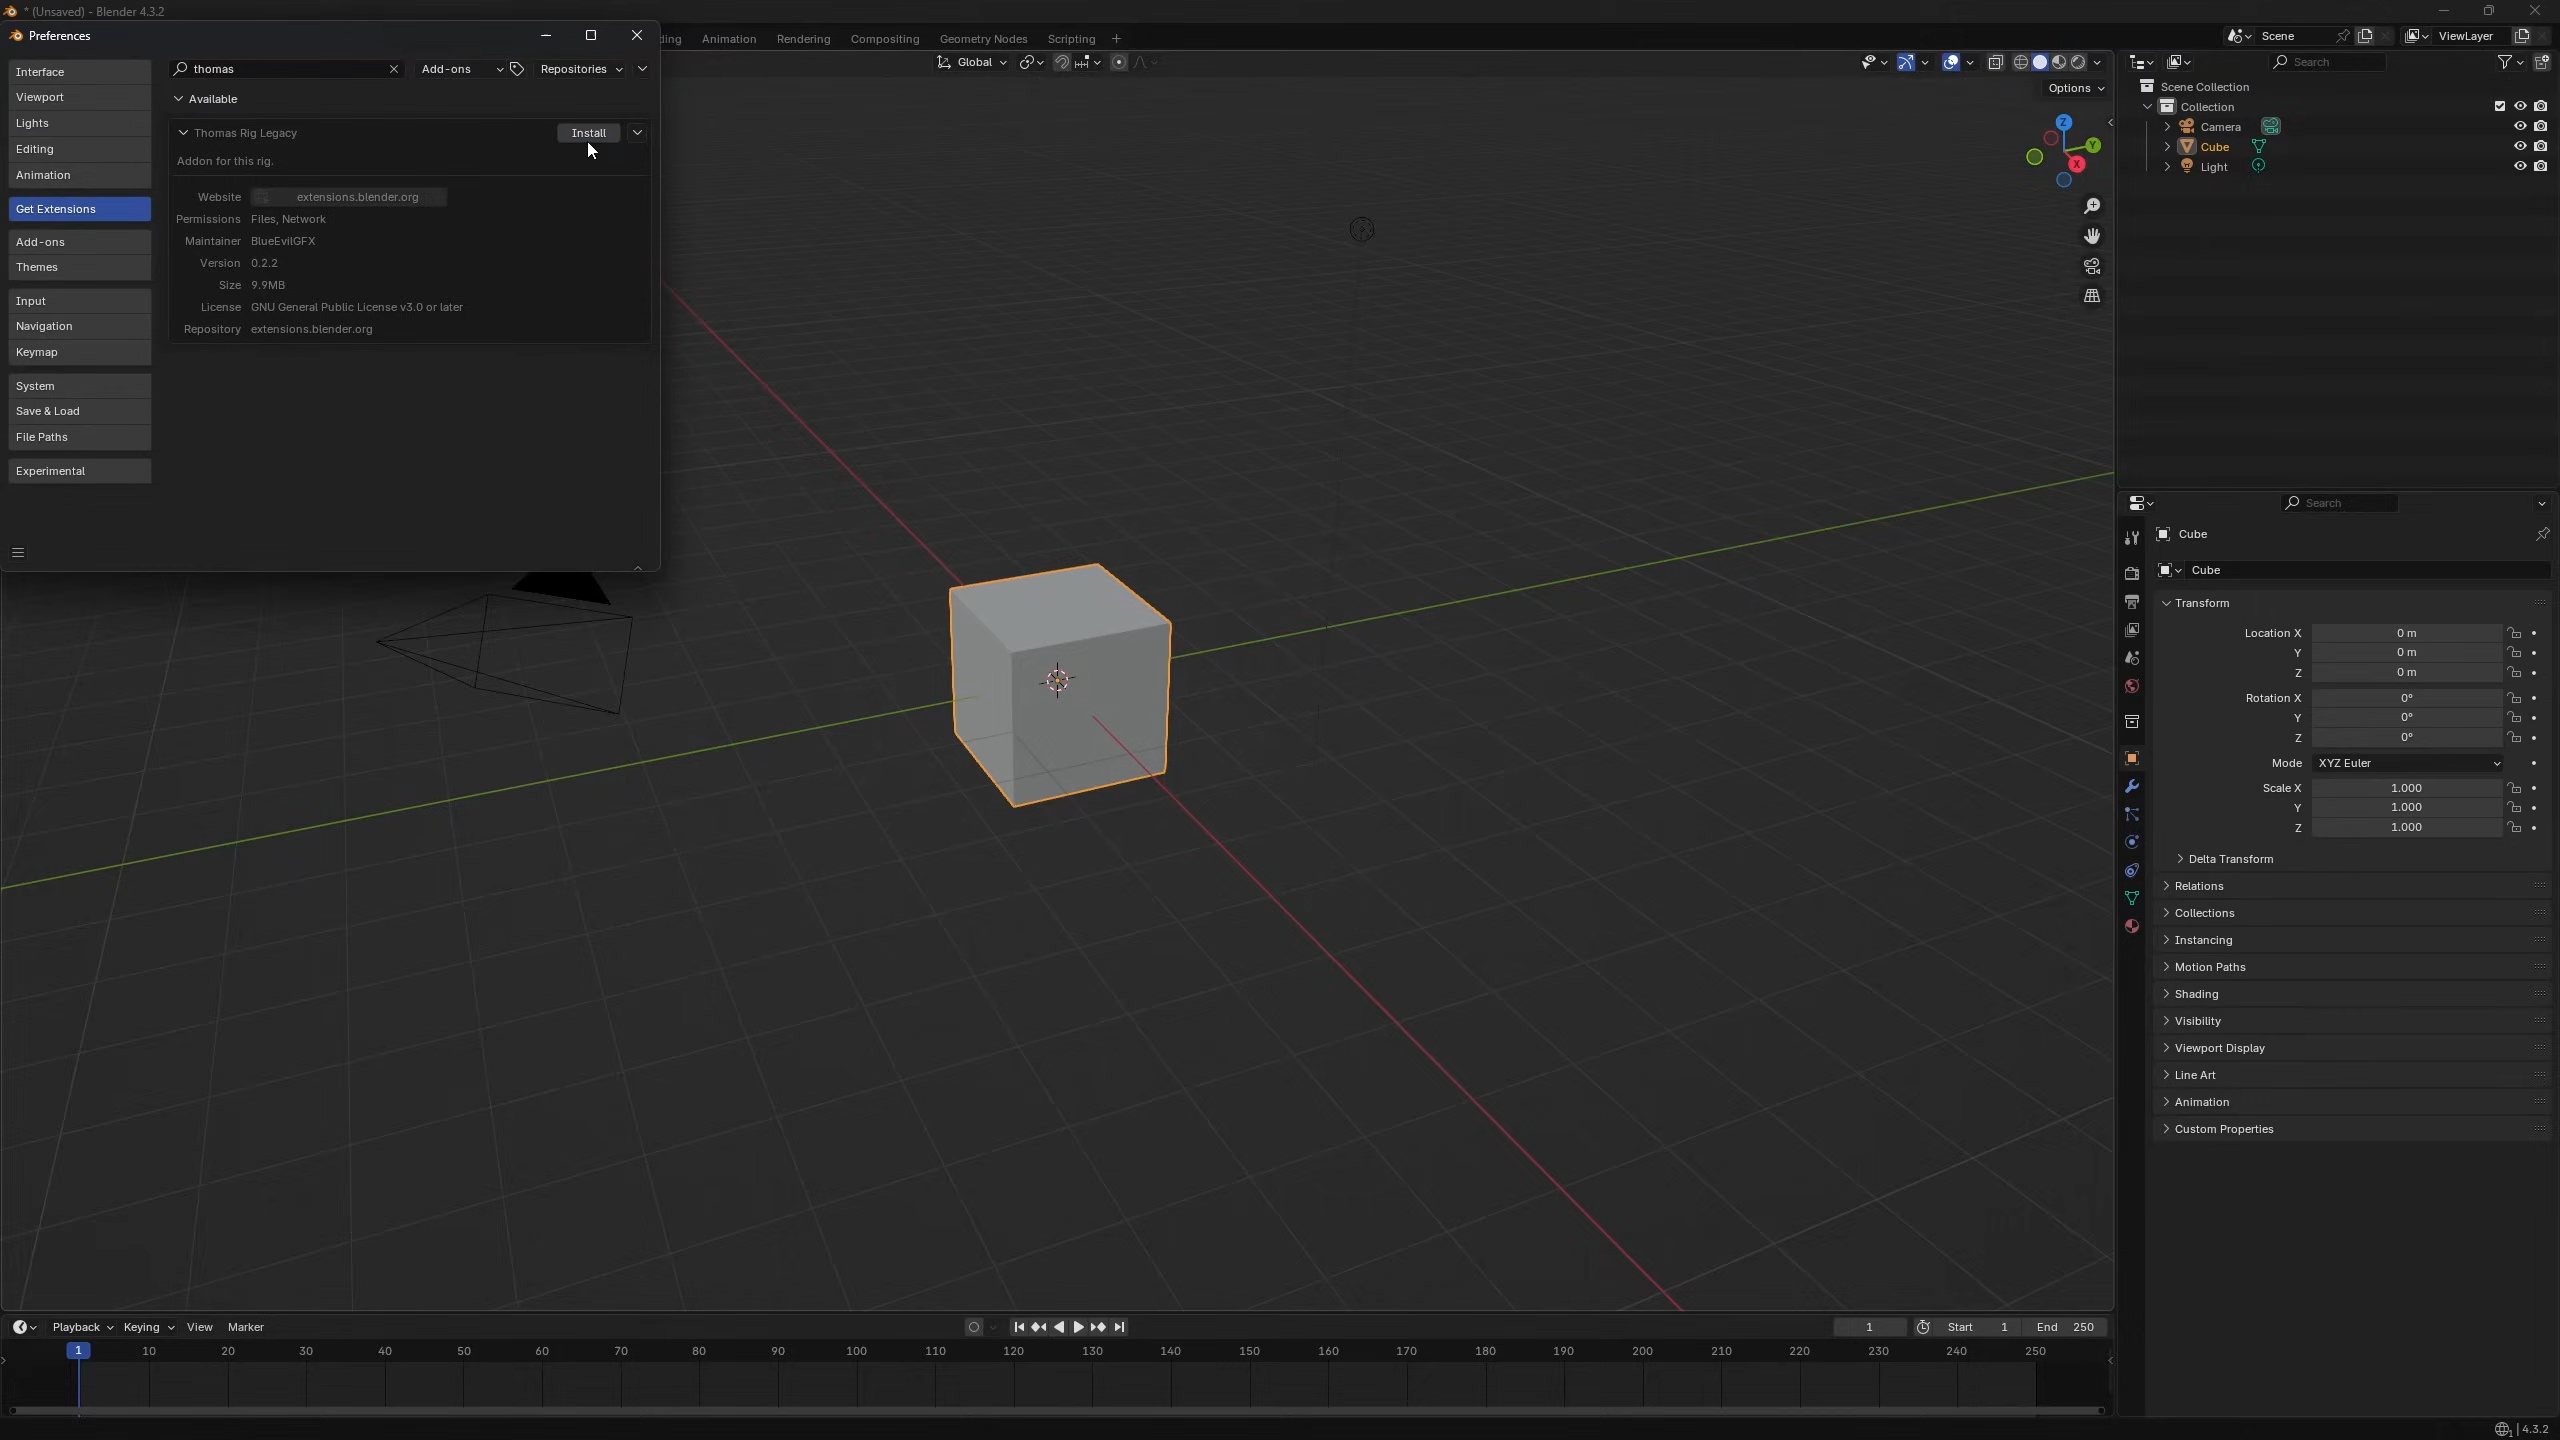 * (Unsaved) - Blender 4.3.2
Preferences
ding
Animation
Rendering
Compositing
Geometry Nodes
Scripting
+
Scene
ViewLayer
Interface
Viewport
Lights
Editing
Animation
Get Extensions
Add-ons
Themes
Input
Navigation
Keymap
System
Save & Load
File Paths
Experimental
thomas
Add-ons
Repositories
Available
Thomas Rig Legacy
Install
Addon for this rig.
Website extensions.blender.org
Permissions Files, Network
Maintainer BlueEvilGFX
Version 0.2.2
Size 9.9MB
License GNU General Public License v3.0 or later
Repository extensions.blender.org
Global
Options
Z
Y
X
Search
Scene Collection
Collection
Camera
Cube
Light
Search
Cube
Cube
Transform
Location X 0 m
Y 0 m
Z 0 m
Rotation X 0°
Y 0°
Z 0°
Mode XYZ Euler
Scale X 1.000
Y 1.000
Z 1.000
Delta Transform
Relations
Collections
Instancing
Motion Paths
Shading
Visibility
Viewport Display
Line Art
Animation
Custom Properties
Playback Keying View Marker
1
Start 1
End 250
1 10 20 30 40 50 60 70 80 90 100 110 120 130 140 150 160 170 180 190 200 210 220 230 240 250
4.3.2